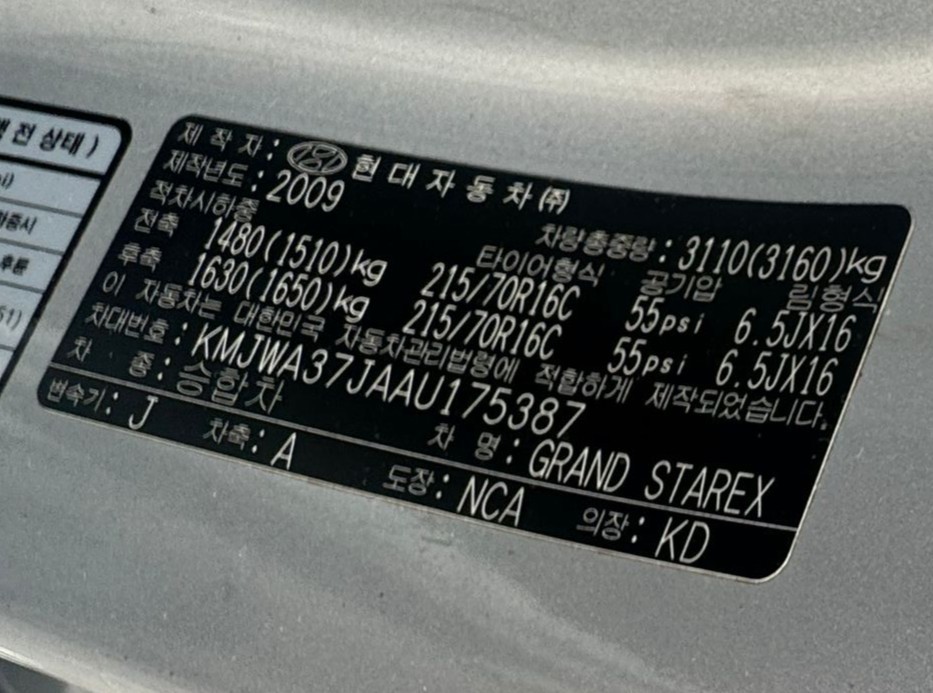 백 전 상태 )
제 작 자 : 현 대 자 동 차 ㈜
제작년도 : 2009
적차시하중 차량총중량 : 3110(3160)kg
타이어형식 공기압 림형식
전축 1480(1510)kg 215/70R16C 55psi 6.5JX16
후축 1630(1650)kg 215/70R16C 55psi 6.5JX16
이 자동차는 대한민국 자동차관리법령에 적합하게 제작되었습니다.
차대번호 : KMJWA37JAAU175387
차 종 : 승합차 차 명 : GRAND STAREX
변속기 : J 차축 : A 도장 : NCA 의장 : KD